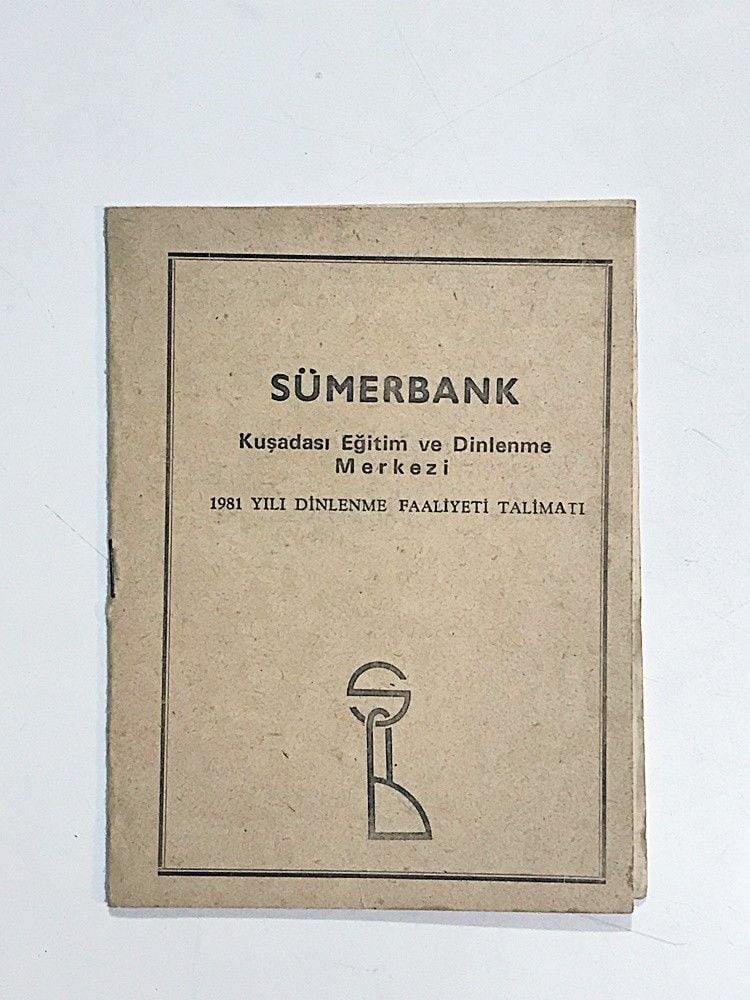 SÜMERBANK
Kuşadası Eğitim ve Dinlenme
Merkezi
1981 YILI DİNLENME FAALİYETİ TALİMATI